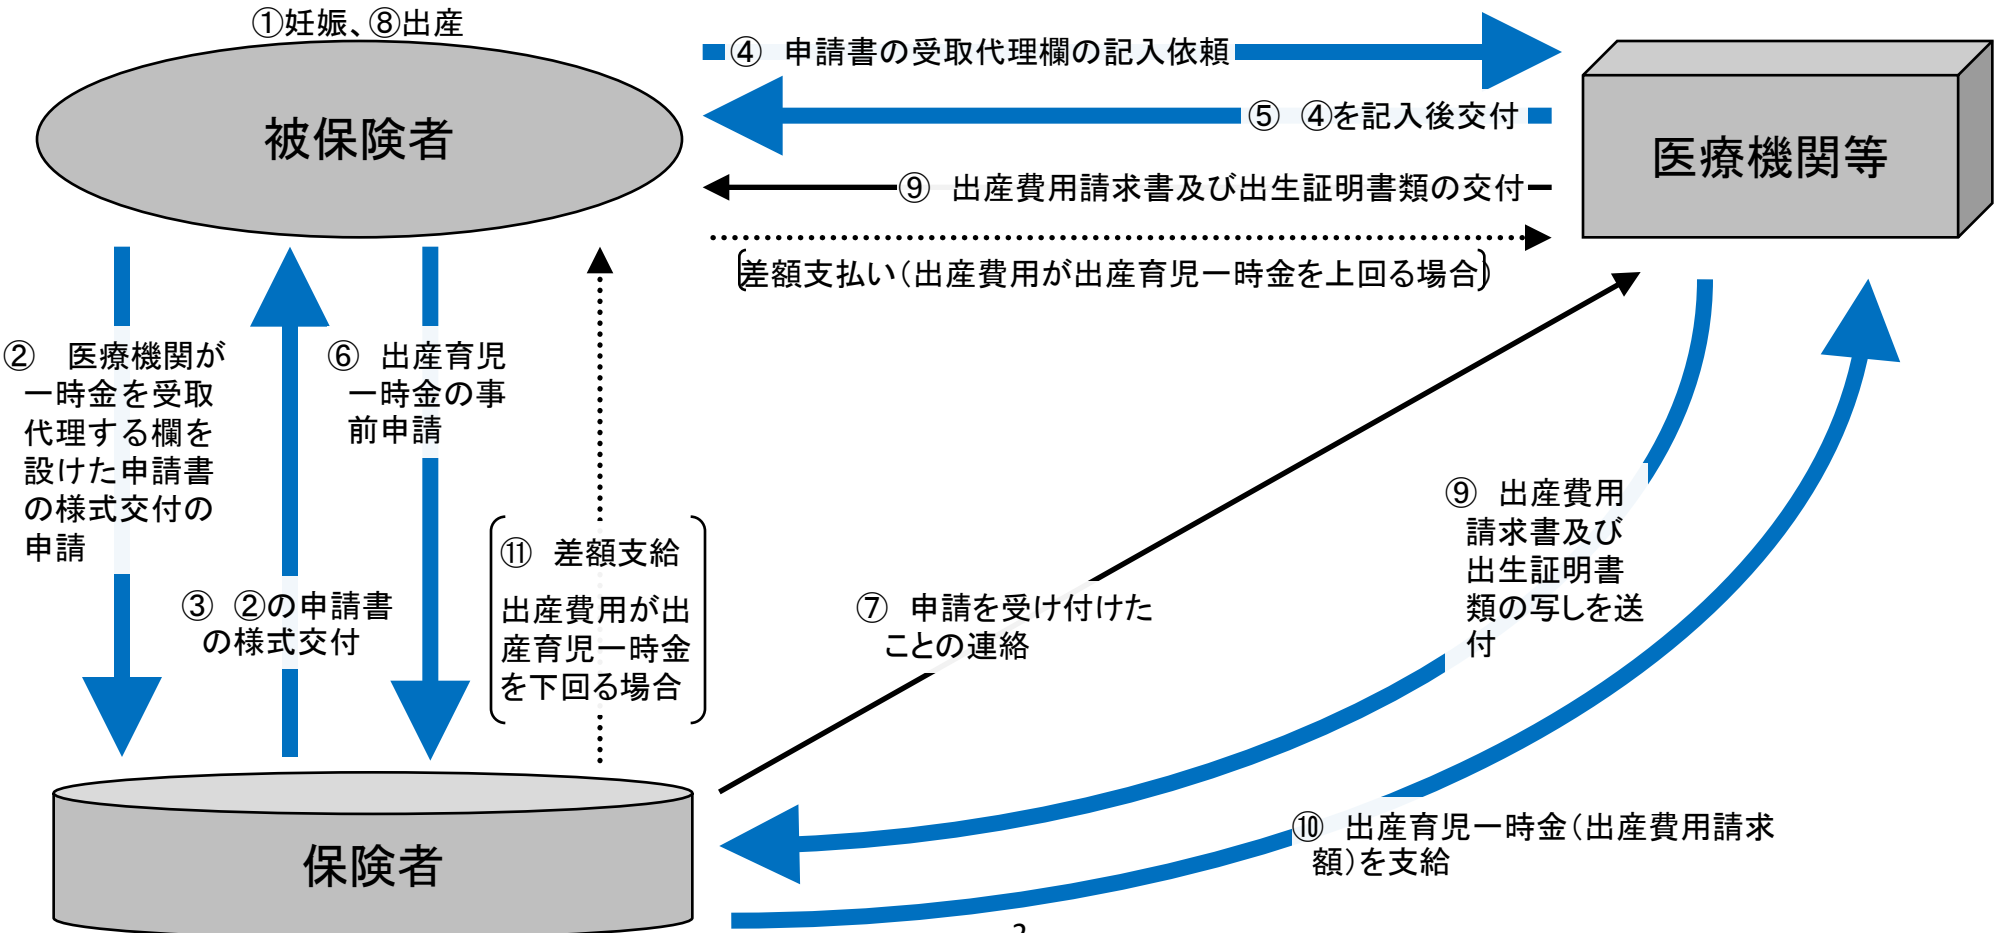 ①妊娠、⑧出産
④　申請書の受取代理欄の記入依頼
⑤　④を記入後交付
被保険者
医療機関等
⑨　出産費用請求書及び出生証明書類の交付
差額支払い（出産費用が出産育児一時金を上回る場合）
②　医療機関が
一時金を受取
代理する欄を
設けた申請書
の様式交付の
申請
⑥　出産育児
一時金の事
前申請
③　②の申請書
の様式交付
⑪　差額支給
出産費用が出
産育児一時金
を下回る場合
⑦　申請を受け付けた
ことの連絡
⑨　出産費用
請求書及び
出生証明書
類の写しを送
付
⑩　出産育児一時金（出産費用請求
額）を支給
保険者